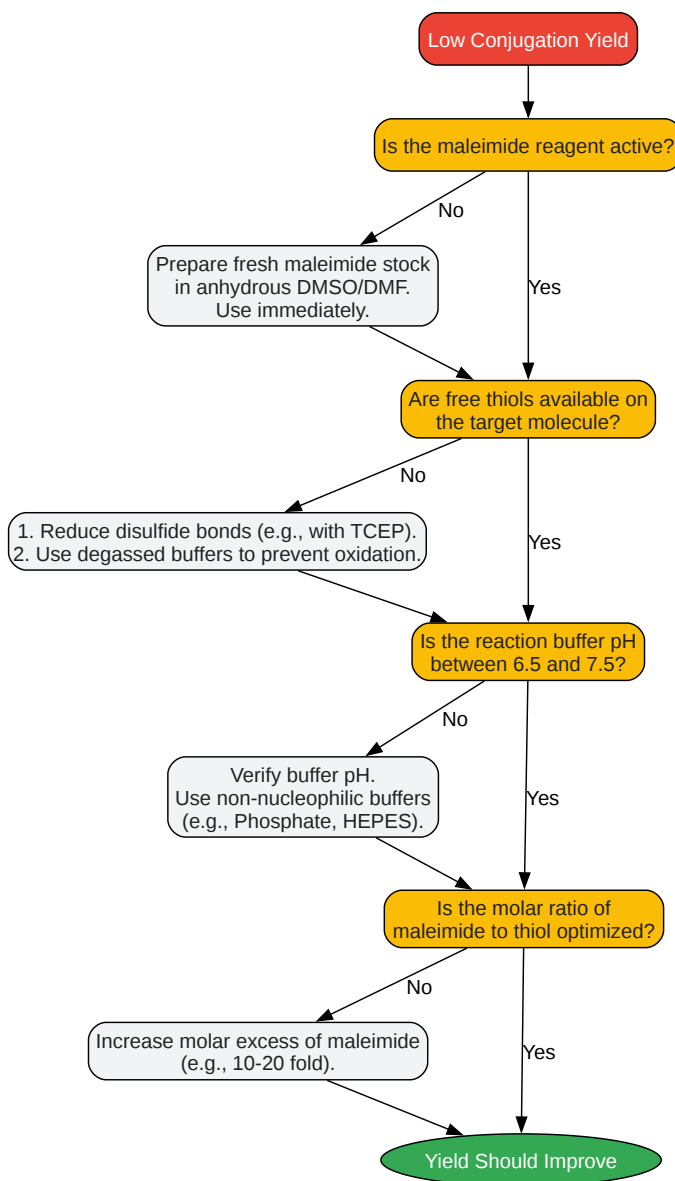 Low Conjugation Yield
Is the maleimide reagent active?
No
Prepare fresh maleimide stock
in anhydrous DMSO/DMF.
Use immediately.
Yes
Are free thiols available on
the target molecule?
No
1. Reduce disulfide bonds (e.g., with TCEP).
2. Use degassed buffers to prevent oxidation.
Yes
Is the reaction buffer pH
between 6.5 and 7.5?
No
Verify buffer pH.
Use non-nucleophilic buffers
(e.g., Phosphate, HEPES).
Yes
Is the molar ratio of
maleimide to thiol optimized?
No
Increase molar excess of maleimide
(e.g., 10-20 fold).
Yes
Yield Should Improve